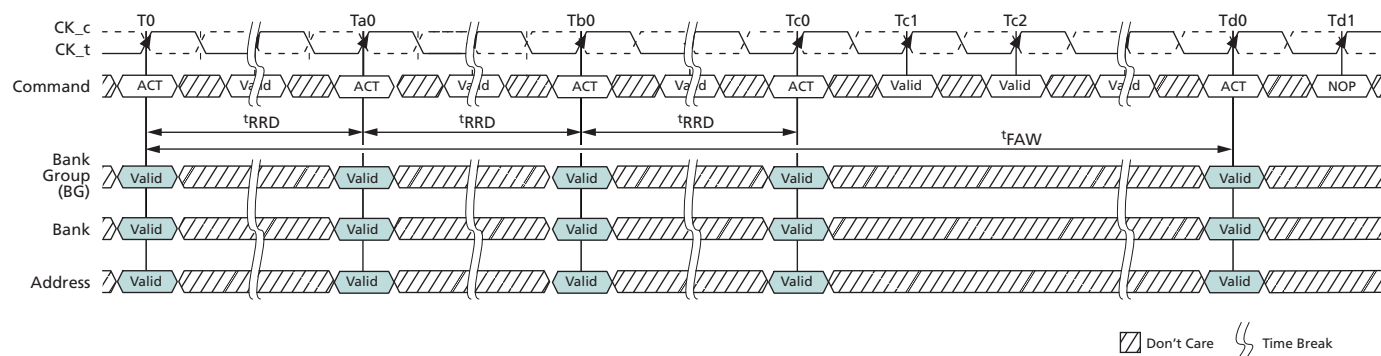 T0 Ta0 Tb0 Tc0 Tc1 Tc2 Td0 Td1
CK_c
CK_t
Command ACT Valid ACT Valid ACT Valid ACT Valid Valid Valid ACT NOP
tRRD tRRD tRRD
tFAW
Bank
Group
(BG)
Valid Valid Valid Valid Valid
Bank Valid Valid Valid Valid Valid
Address Valid Valid Valid Valid Valid
Don't Care Time Break